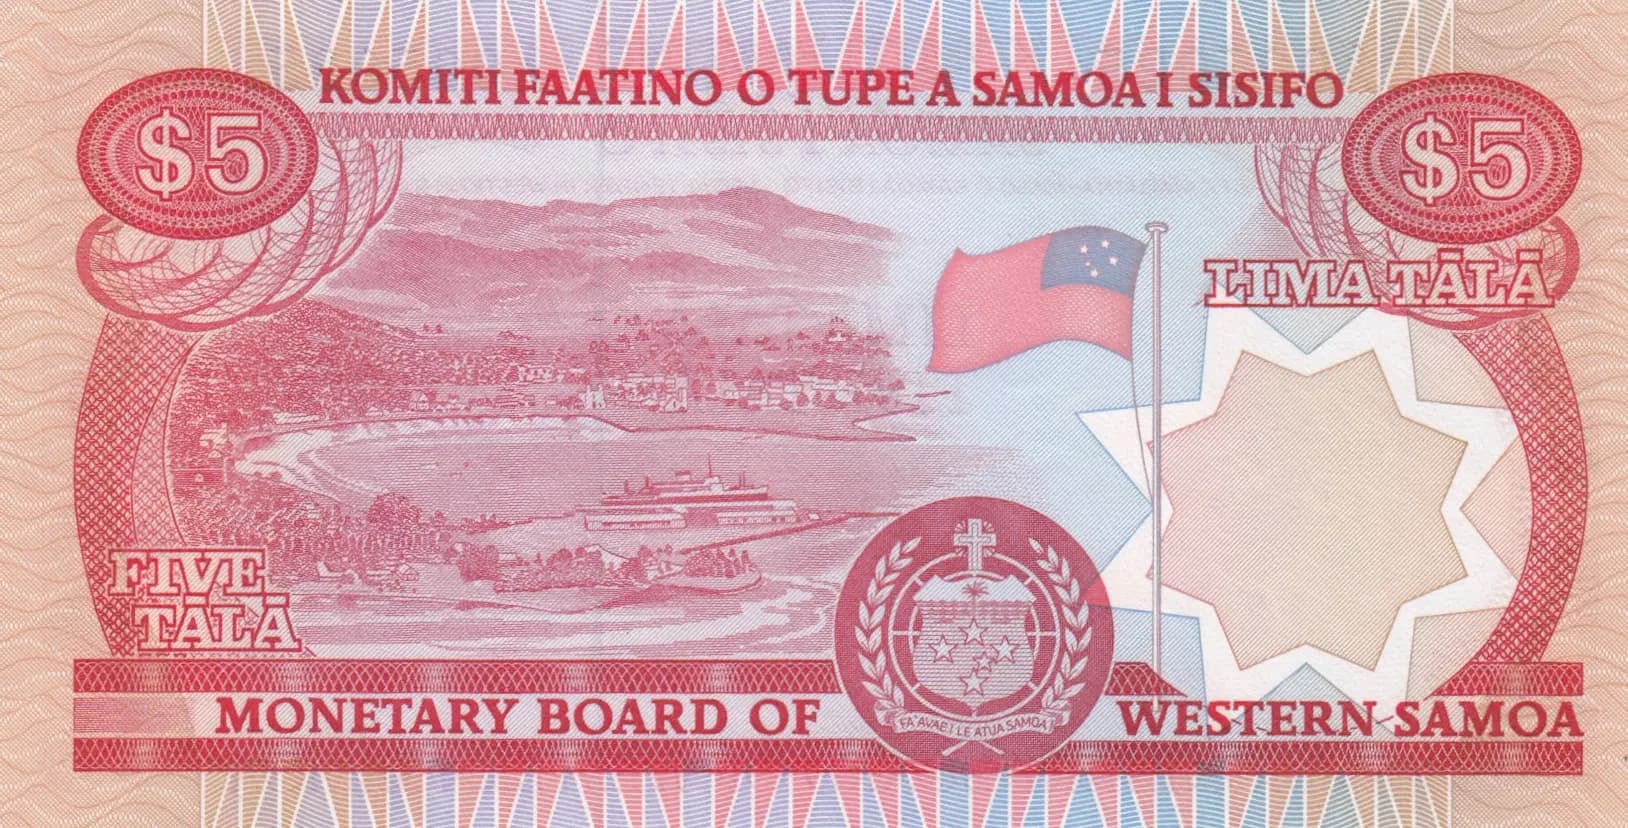 KOMITI FAATINO O TUPE A SAMOA I SISIFO
$5
$5
LIMA TĀLĀ
FIVE
TĀLĀ
FA'AVAE I LE ATUA SAMOA
MONETARY BOARD OF WESTERN SAMOA